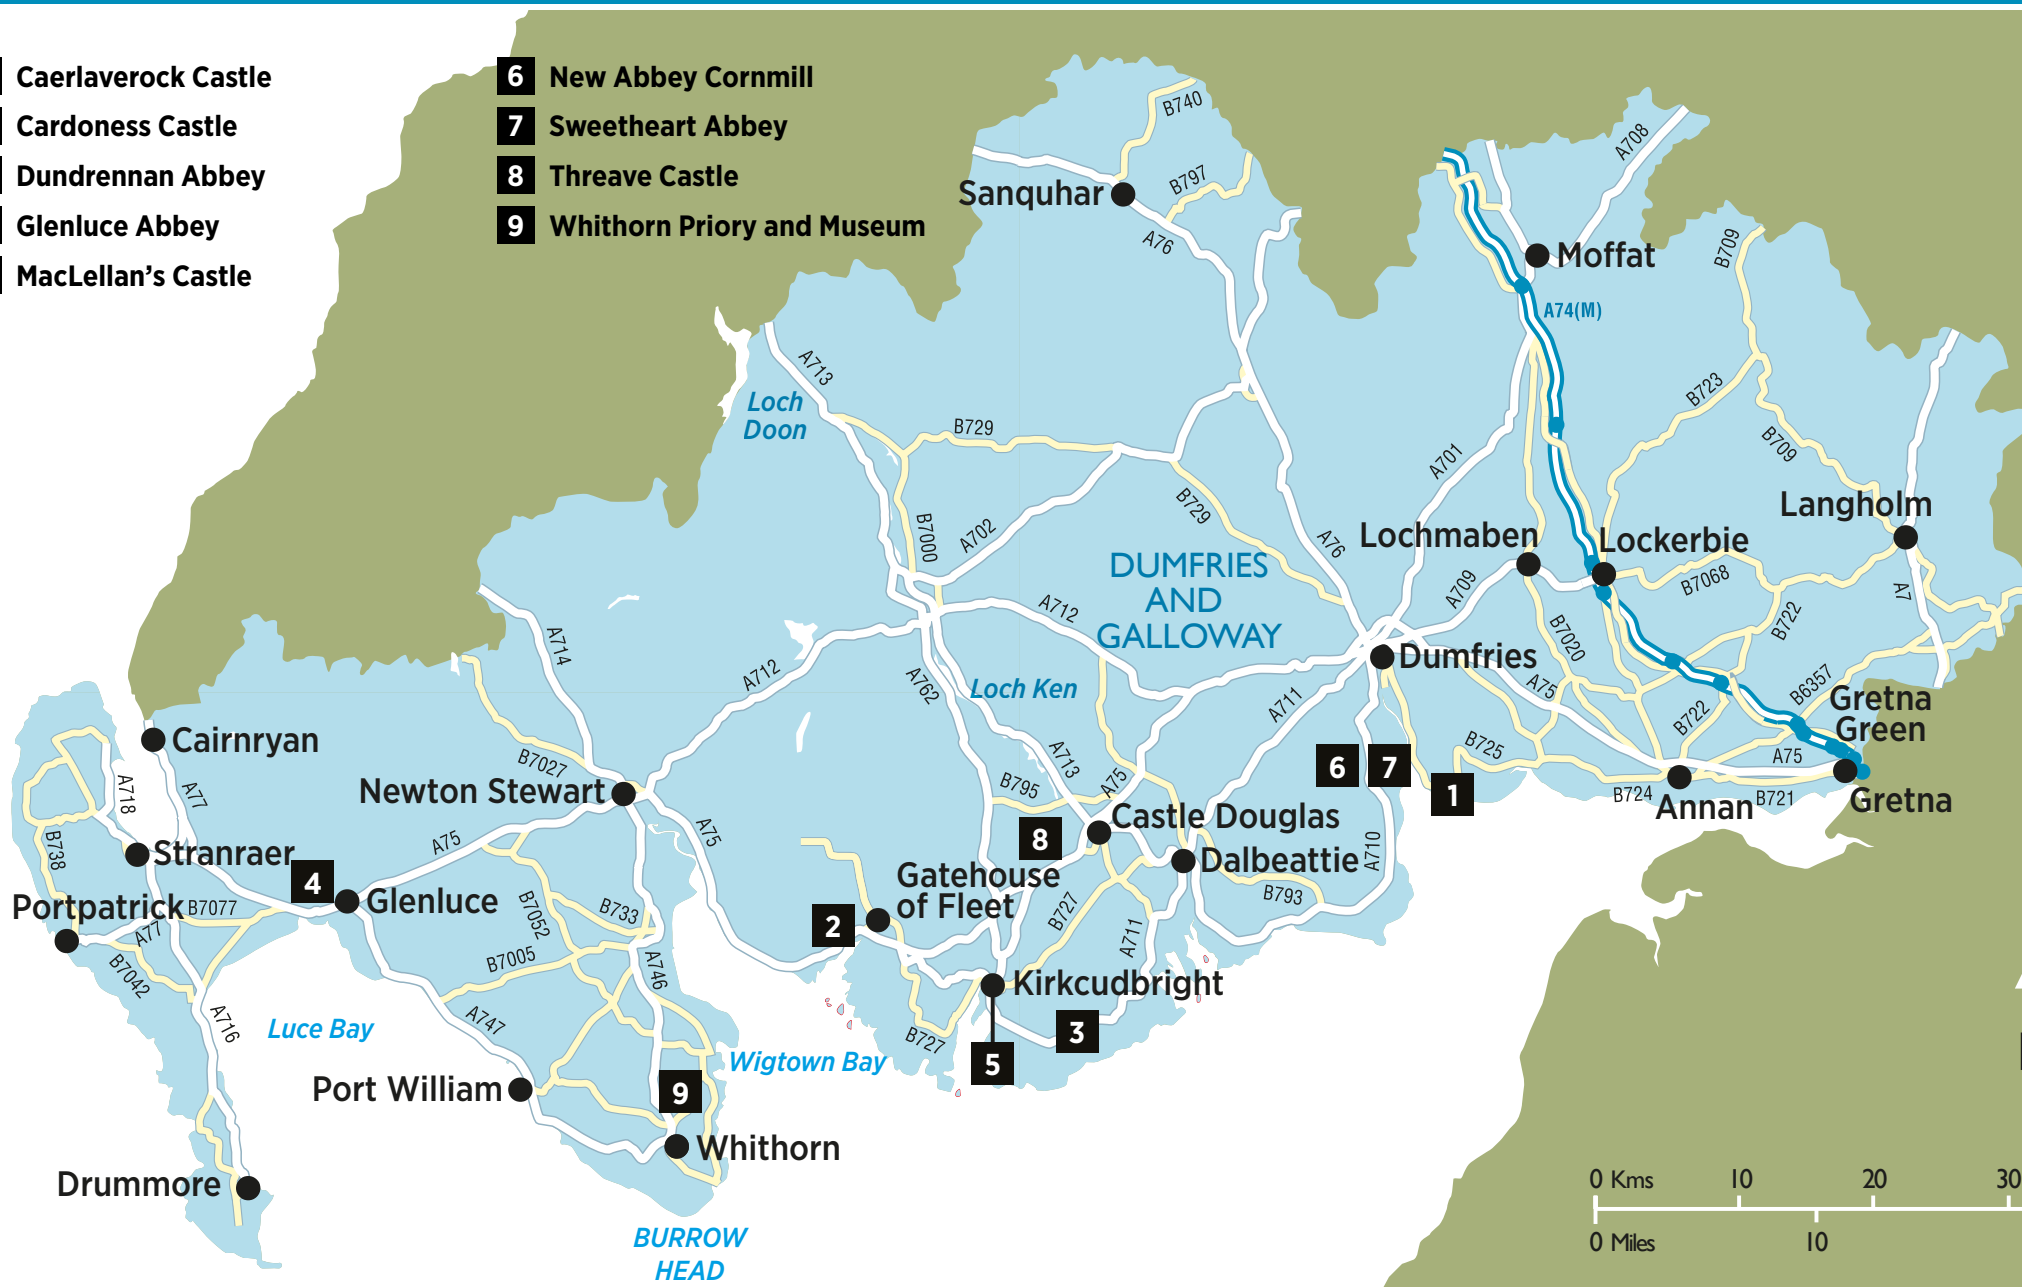 Caerlaverock Castle
Cardoness Castle
Dundrennan Abbey
Glenluce Abbey
MacLellan's Castle
6 New Abbey Cornmill
7 Sweetheart Abbey
8 Threave Castle
9 Whithorn Priory and Museum
B740
A708
B797
Sanquhar
A76
B709
Moffat
A74(M)
A713
Loch
Doon
B729
B723
B709
A701
B7000
A702
B729
Langholm
A76
Lochmaben
Lockerbie
DUMFRIES
AND
GALLOWAY
A709
B7068
A7
A712
B722
B7020
A714
A712
A762
Loch Ken
Dumfries
A711
A75
B6357
Gretna
Green
B722
Cairnryan
B7027
A713
A75
B795
B725
A75
6
7
1
A718
A77
Newton Stewart
B724
Annan
B721
Gretna
Castle Douglas
8
A75
A75
B738
Stranraer
Dalbeattie
A710
4
Gatehouse
of Fleet
Glenluce
Portpatrick
B7077
B793
B7052
B733
B727
2
A77
A711
B7042
B7005
A746
Kirkcudbright
A716
Luce Bay
A747
B727
3
Wigtown Bay
5
Port William
9
Whithorn
Drummore
BURROW
HEAD
0 Kms 10 20 30
0 Miles 10